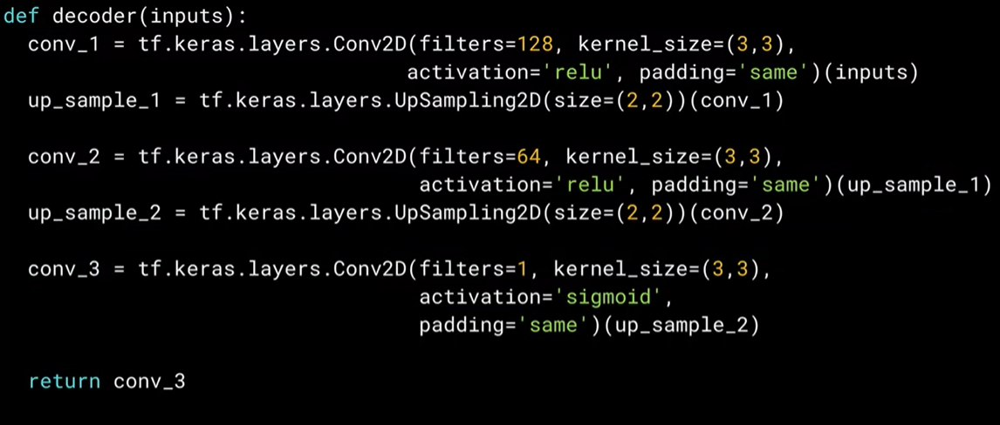 def decoder(inputs):
  conv_1 = tf.keras.layers.Conv2D(filters=128, kernel_size=(3,3),
                                  activation='relu', padding='same')(inputs)
  up_sample_1 = tf.keras.layers.UpSampling2D(size=(2,2))(conv_1)

  conv_2 = tf.keras.layers.Conv2D(filters=64, kernel_size=(3,3),
                                   activation='relu', padding='same')(up_sample_1)
  up_sample_2 = tf.keras.layers.UpSampling2D(size=(2,2))(conv_2)

  conv_3 = tf.keras.layers.Conv2D(filters=1, kernel_size=(3,3),
                                   activation='sigmoid',
                                   padding='same')(up_sample_2)

  return conv_3